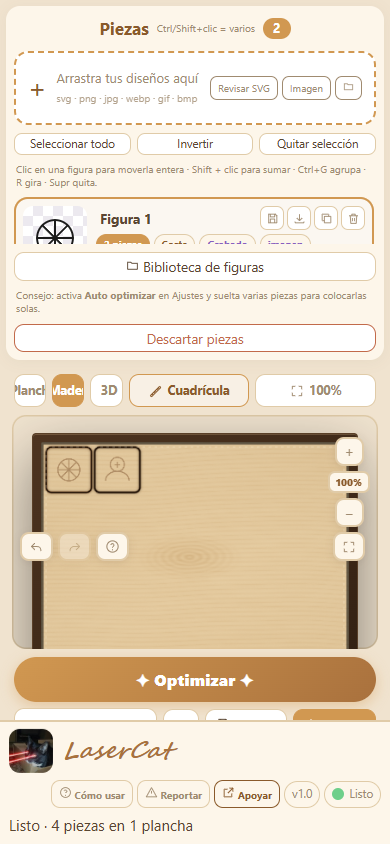 Piezas Ctrl/Shift+clic = varios 2
+ Arrastra tus diseños aquí
svg · png · jpg · webp · gif · bmp
Revisar SVG Imagen
Seleccionar todo Invertir Quitar selección
Clic en una figura para moverla entera · Shift + clic para sumar · Ctrl+G agrupa ·
R gira · Supr quita.
Figura 1
Biblioteca de figuras
Consejo: activa Auto optimizar en Ajustes y suelta varias piezas para colocarlas
solas.
Descartar piezas
3D Cuadrícula 100%
+
100%
−
✦ Optimizar ✦
LaserCat
Cómo usar Reportar Apoyar v1.0 Listo
Listo · 4 piezas en 1 plancha